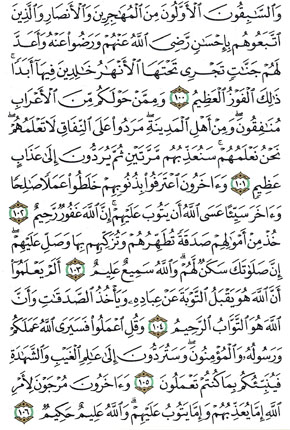 وَٱلسَّٰبِقُونَ ٱلْأَوَّلُونَ مِنَ ٱلْمُهَٰجِرِينَ وَٱلْأَنصَارِ وَٱلَّذِينَ
ٱتَّبَعُوهُم بِإِحْسَٰنٍ رَّضِىَ ٱللَّهُ عَنْهُمْ وَرَضُوا۟ عَنْهُ وَأَعَدَّ
لَهُمْ جَنَّٰتٍ تَجْرِى تَحْتَهَا ٱلْأَنْهَٰرُ خَٰلِدِينَ فِيهَآ أَبَدًا ۚ
ذَٰلِكَ ٱلْفَوْزُ ٱلْعَظِيمُ ١٠٠ وَمِمَّنْ حَوْلَكُم مِّنَ ٱلْأَعْرَابِ
مُنَٰفِقُونَ ۖ وَمِنْ أَهْلِ ٱلْمَدِينَةِ ۖ مَرَدُوا۟ عَلَى ٱلنِّفَاقِ لَا تَعْلَمُهُمْ ۖ
نَحْنُ نَعْلَمُهُمْ ۚ سَنُعَذِّبُهُم مَّرَّتَيْنِ ثُمَّ يُرَدُّونَ إِلَىٰ عَذَابٍ
عَظِيمٍ ١٠١ وَءَاخَرُونَ ٱعْتَرَفُوا۟ بِذُنُوبِهِمْ خَلَطُوا۟ عَمَلًا صَٰلِحًا
وَءَاخَرَ سَيِّئًا عَسَى ٱللَّهُ أَن يَتُوبَ عَلَيْهِمْ ۚ إِنَّ ٱللَّهَ غَفُورٌ رَّحِيمٌ ١٠٢
خُذْ مِنْ أَمْوَٰلِهِمْ صَدَقَةً تُطَهِّرُهُمْ وَتُزَكِّيهِم بِهَا وَصَلِّ عَلَيْهِمْ ۖ
إِنَّ صَلَوٰتَكَ سَكَنٌ لَّهُمْ ۗ وَٱللَّهُ سَمِيعٌ عَلِيمٌ ١٠٣ أَلَمْ يَعْلَمُوٓا۟
أَنَّ ٱللَّهَ هُوَ يَقْبَلُ ٱلتَّوْبَةَ عَنْ عِبَادِهِۦ وَيَأْخُذُ ٱلصَّدَقَٰتِ وَأَنَّ
ٱللَّهَ هُوَ ٱلتَّوَّابُ ٱلرَّحِيمُ ١٠٤ وَقُلِ ٱعْمَلُوا۟ فَسَيَرَى ٱللَّهُ عَمَلَكُمْ
وَرَسُولُهُۥ وَٱلْمُؤْمِنُونَ ۖ وَسَتُرَدُّونَ إِلَىٰ عَٰلِمِ ٱلْغَيْبِ وَٱلشَّهَٰدَةِ
فَيُنَبِّئُكُم بِمَا كُنتُمْ تَعْمَلُونَ ١٠٥ وَءَاخَرُونَ مُرْجَوْنَ لِأَمْرِ
ٱللَّهِ إِمَّا يُعَذِّبُهُمْ وَإِمَّا يَتُوبُ عَلَيْهِمْ ۗ وَٱللَّهُ عَلِيمٌ حَكِيمٌ ١٠٦